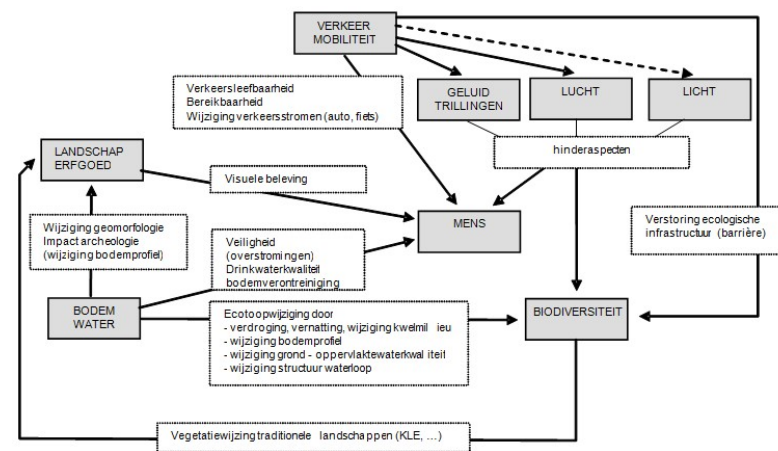 VERKEER
MOBILITEIT
Verkeersleefbaarheid
Bereikbaarheid
Wijziging verkeersstromen (auto, fiets)
GELUID
TRILLINGEN
LUCHT
LICHT
hinderaspecten
LANDSCHAP
ERFGOED
Visuele beleving
MENS
Verstoring ecologische
infrastructuur (barrière)
Wijziging geomorfologie
Impact archeologie
(wijziging bodemprofiel)
Veiligheid
(overstromingen)
Drinkwaterkwaliteit
bodemverontreiniging
BODEM
WATER
Ecotoopwijziging door
- verdroging, vernatting, wijziging kwelmil ieu
- wijziging bodemprofiel
- wijziging grond - oppervlaktewaterkwal iteit
- wijziging structuur waterloop
BIODIVERSITEIT
Vegetatiewijzing traditionele landschappen (KLE, ...)